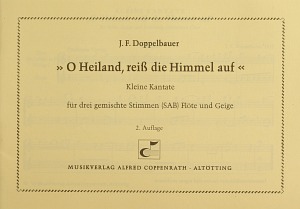 J. F. Doppelbauer
» O Heiland, reiß die Himmel auf «
Kleine Kantate
für drei gemischte Stimmen (SAB) Flöte und Geige
2. Auflage
MUSIKVERLAG ALFRED COPPENRATH - ALTÖTTING